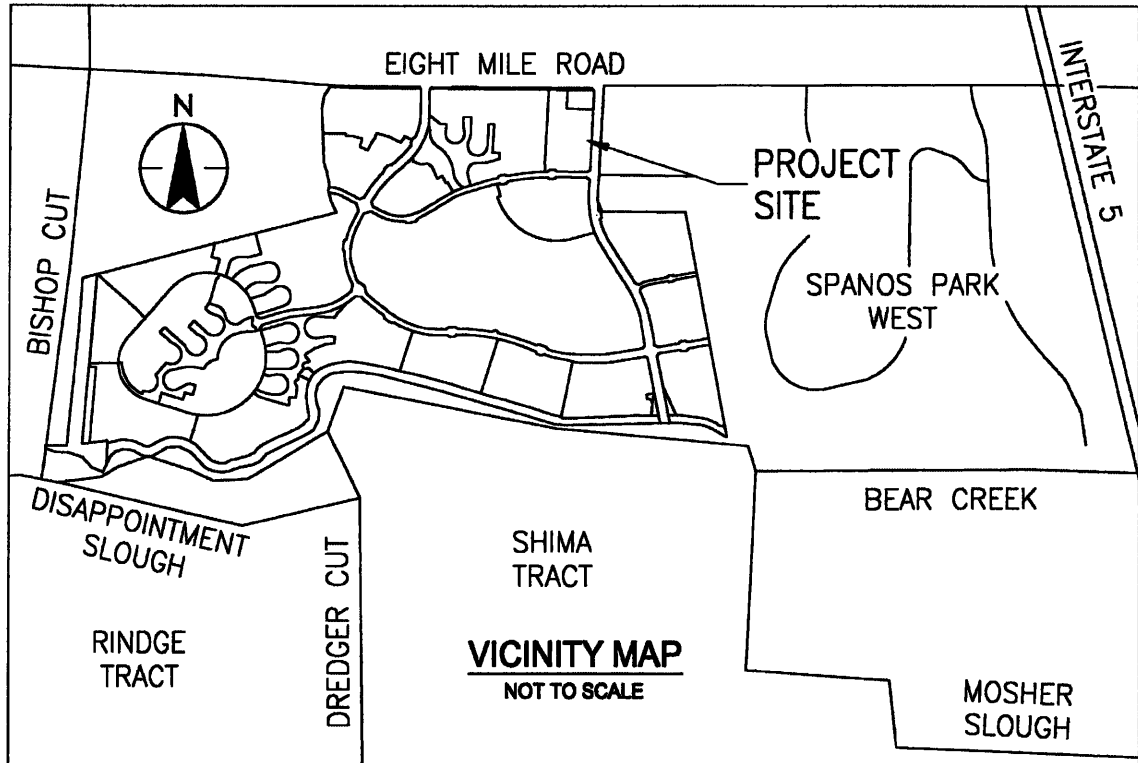 EIGHT MILE ROAD
INTERSTATE 5
N
PROJECT
SITE
BISHOP CUT
SPANOS PARK
WEST
DISAPPOINTMENT
SLOUGH
BEAR CREEK
SHIMA
TRACT
DREDGER CUT
RINDGE
TRACT
VICINITY MAP
NOT TO SCALE
MOSHER
SLOUGH